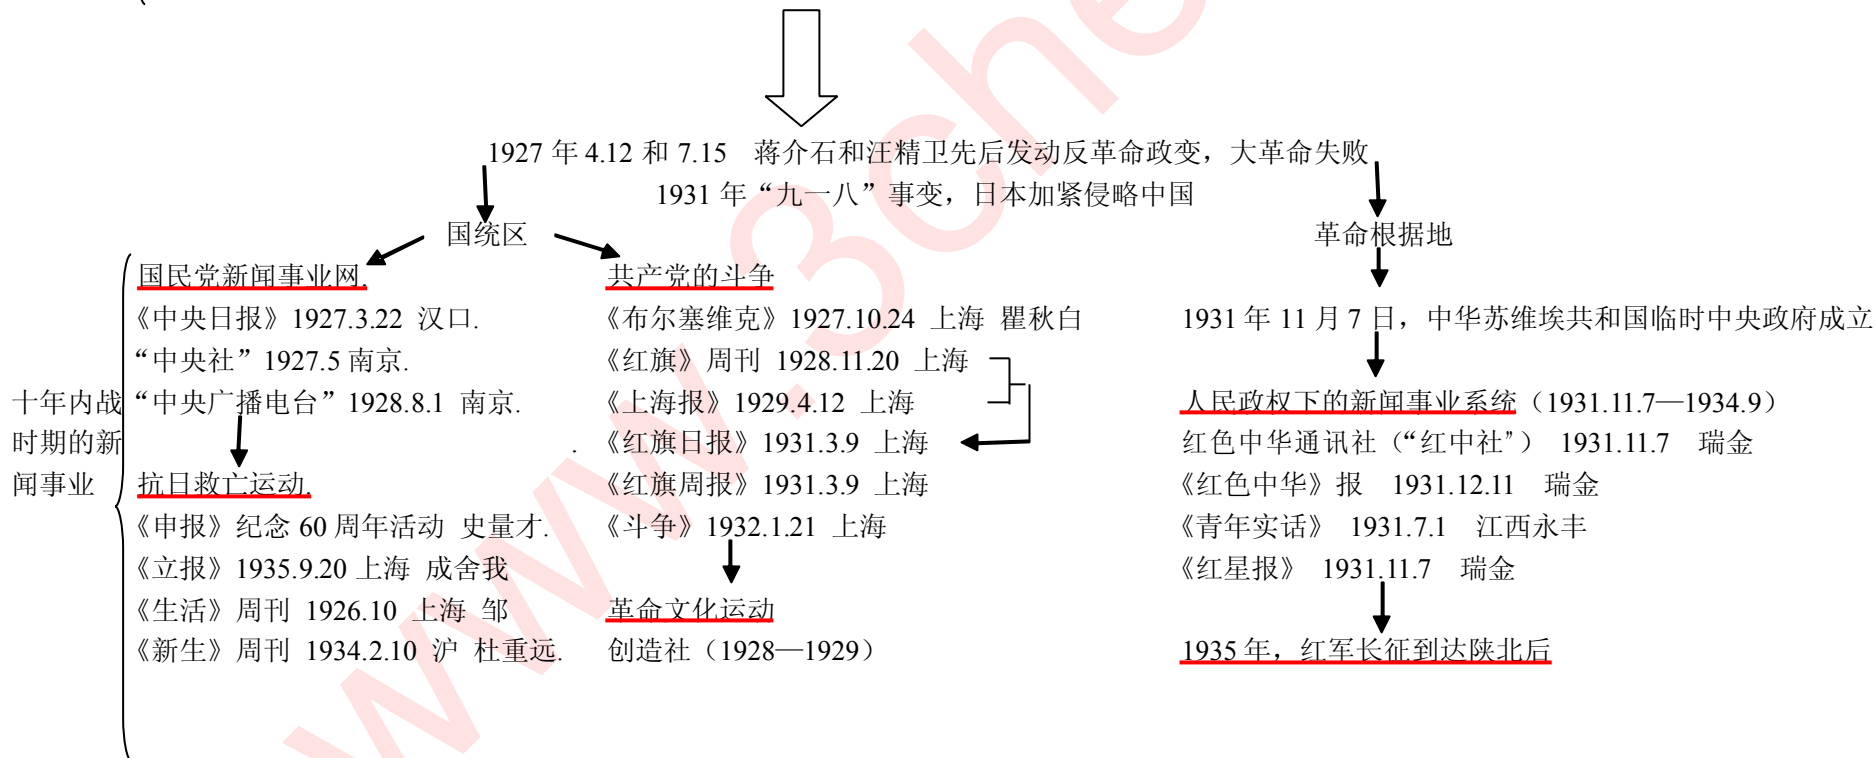 1927 年 4.12 和 7.15 蒋介石和汪精卫先后发动反革命政变，大革命失败
1931 年“九一八”事变，日本加紧侵略中国
国统区
革命根据地
十年内战
时期的新
闻事业
国民党新闻事业网.
《中央日报》1927.3.22 汉口.
“中央社”1927.5 南京.
“中央广播电台”1928.8.1 南京.
抗日救亡运动.
《申报》纪念 60 周年活动 史量才.
《立报》1935.9.20 上海 成舍我
《生活》周刊 1926.10 上海 邹
《新生》周刊 1934.2.10 沪 杜重远.
共产党的斗争
《布尔塞维克》1927.10.24 上海 瞿秋白
《红旗》周刊 1928.11.20 上海
《上海报》1929.4.12 上海
. 《红旗日报》1931.3.9 上海
《红旗周报》1931.3.9 上海
《斗争》1932.1.21 上海
革命文化运动
创造社（1928—1929）
1931 年 11 月 7 日，中华苏维埃共和国临时中央政府成立
人民政权下的新闻事业系统（1931.11.7—1934.9）
红色中华通讯社（“红中社”） 1931.11.7 瑞金
《红色中华》报 1931.12.11 瑞金
《青年实话》 1931.7.1 江西永丰
《红星报》 1931.11.7 瑞金
1935 年，红军长征到达陕北后
www.3che